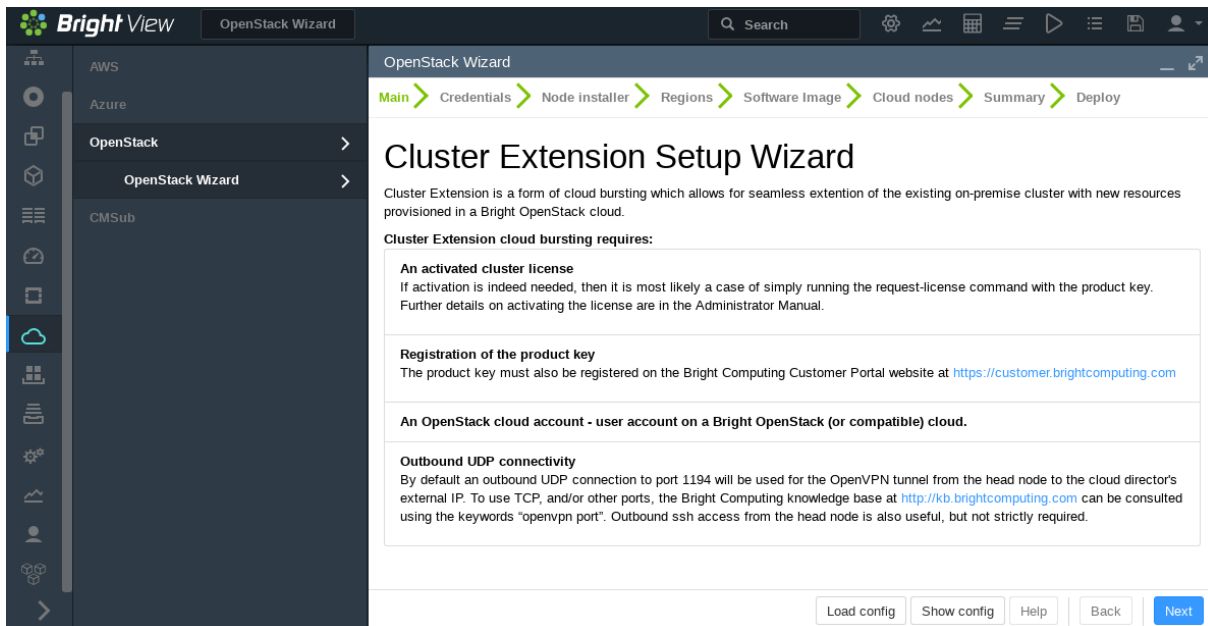 Bright View
OpenStack Wizard
Search
AWS
Azure
OpenStack
OpenStack Wizard
CMSub
OpenStack Wizard
Main
Credentials
Node installer
Regions
Software Image
Cloud nodes
Summary
Deploy
Cluster Extension Setup Wizard
Cluster Extension is a form of cloud bursting which allows for seamless extention of the existing on-premise cluster with new resources
provisioned in a Bright OpenStack cloud.
Cluster Extension cloud bursting requires:
An activated cluster license
If activation is indeed needed, then it is most likely a case of simply running the request-license command with the product key.
Further details on activating the license are in the Administrator Manual.
Registration of the product key
The product key must also be registered on the Bright Computing Customer Portal website at https://customer.brightcomputing.com
An OpenStack cloud account - user account on a Bright OpenStack (or compatible) cloud.
Outbound UDP connectivity
By default an outbound UDP connection to port 1194 will be used for the OpenVPN tunnel from the head node to the cloud director's
external IP. To use TCP, and/or other ports, the Bright Computing knowledge base at http://kb.brightcomputing.com can be consulted
using the keywords “openvpn port”. Outbound ssh access from the head node is also useful, but not strictly required.
Load config
Show config
Help
Back
Next